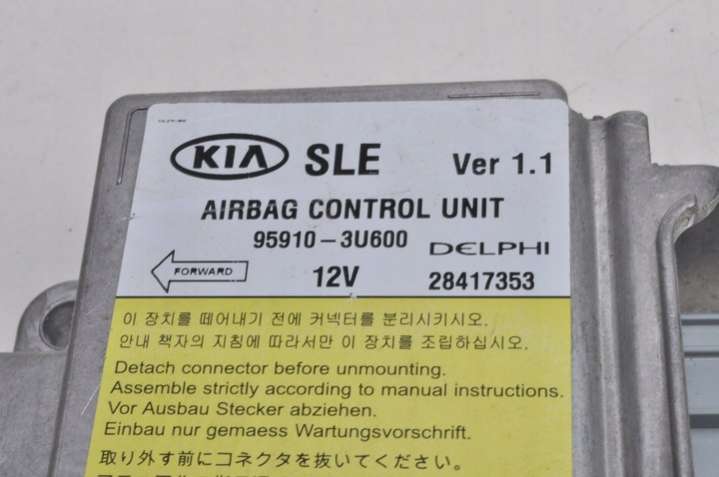 KIA SLE Ver 1.1
AIRBAG CONTROL UNIT
95910-3U600 DELPHI
FORWARD 12V 28417353
이 장치를 떼어내기 전에 커넥터를 분리시키시오.
안내 책자의 지침에 따라서만 이 장치를 조립하십시오.
Detach connector before unmounting.
Assemble strictly according to manual instructions.
Vor Ausbau Stecker abziehen.
Einbau nur gemaess Wartungsvorschrift.
取り外す前にコネクタを抜いてください。